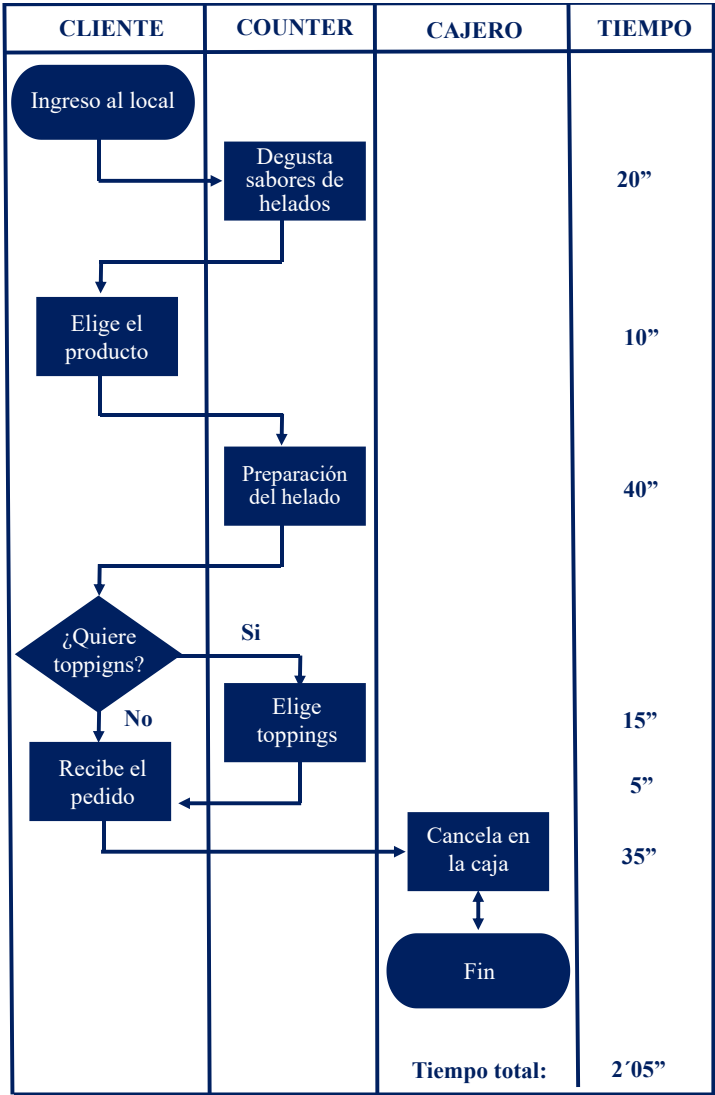 CLIENTE COUNTER CAJERO TIEMPO
Ingreso al local
Degusta
sabores de
helados
20”
Elige el
producto
10”
Preparación
del helado
40”
¿Quiere
toppigns?
Si
No
Elige
toppings
15”
Recibe el
pedido
5”
Cancela en
la caja
35”
Fin
Tiempo total: 2´05”